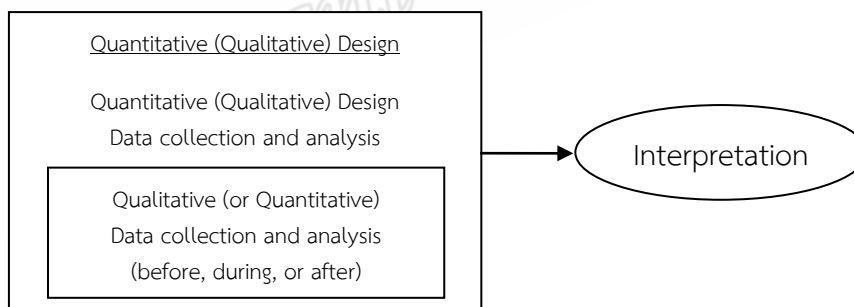 Quantitative (Qualitative) Design
Quantitative (Qualitative) Design
Data collection and analysis
Qualitative (or Quantitative)
Data collection and analysis
(before, during, or after)
Interpretation